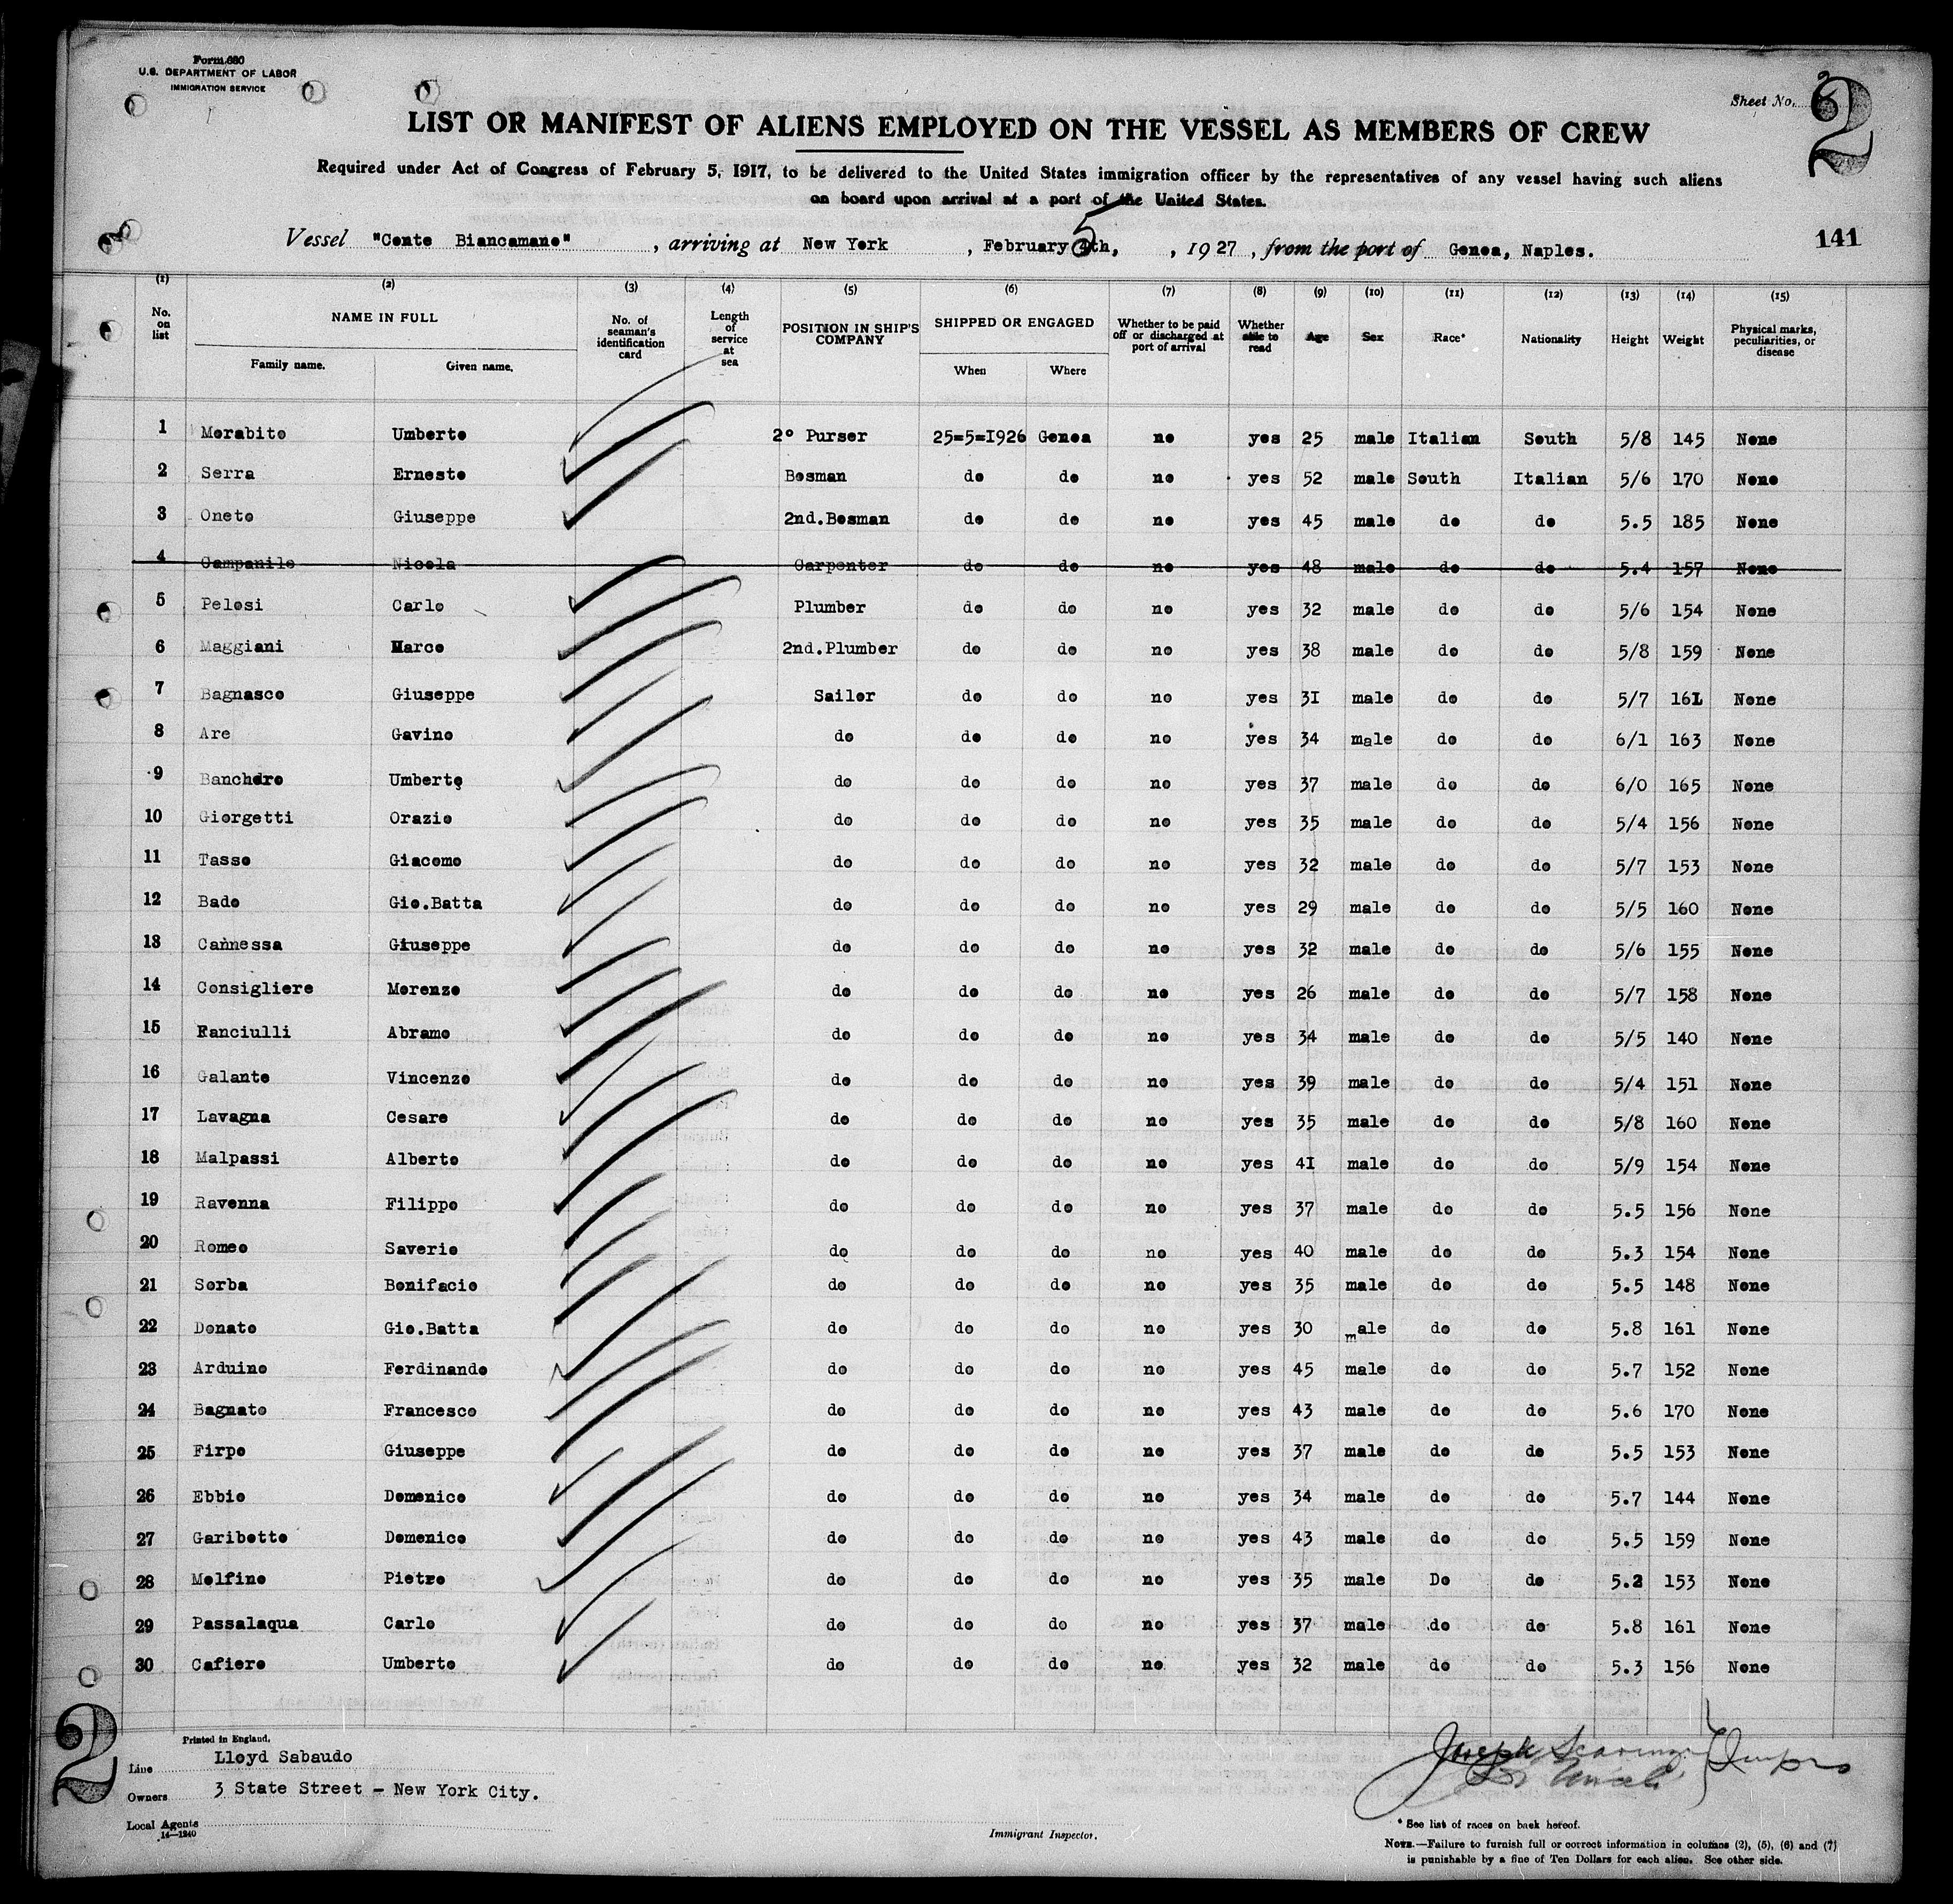 Form 680
U.S. DEPARTMENT OF LABOR
IMMIGRATION SERVICE
Sheet No. 2
2
LIST OR MANIFEST OF ALIENS EMPLOYED ON THE VESSEL AS MEMBERS OF CREW
Required under Act of Congress of February 5, 1917, to be delivered to the United States immigration officer by the representatives of any vessel having such aliens
on board upon arrival at a port of the United States.
Vessel "Conte Biancamano", arriving at New York, February 5th, , 1927, from the port of Genoa, Naples.
141
(1) (2) (3) (4) (5) (6) (7) (8) (9) (10) (11) (12) (13) (14) (15)
No. on list NAME IN FULL Family name. Given name. No. of seaman's identification card Length of service at sea POSITION IN SHIP'S COMPANY SHIPPED OR ENGAGED When Where Whether to be paid off or discharged at port of arrival Whether able to read Age Sex Race* Nationality Height Weight Physical marks, peculiarities, or disease
1 Morabito Umberto 2° Purser 25=5=1926 Genoa no yes 25 male Italian South 5/8 145 None
2 Serra Ernesto Bosman do do no yes 52 male South Italian 5/6 170 None
3 Oneto Giuseppe 2nd.Bosman do do no yes 45 male do do 5.5 185 None
4 Campanile Nicola Carpenter do do no yes 48 male do do 5.4 157 None
5 Pelosi Carlo Plumber do do no yes 32 male do do 5/6 154 None
6 Maggiani Marco 2nd.Plumber do do no yes 38 male do do 5/8 159 None
7 Bagnasco Giuseppe Sailor do do no yes 31 male do do 5/7 161 None
8 Are Gavino do do do no yes 34 male do do 6/1 163 None
9 Banchero Umberto do do do no yes 37 male do do 6/0 165 None
10 Giorgetti Orazio do do do no yes 35 male do do 5/4 156 None
11 Tasso Giacomo do do do no yes 32 male do do 5/7 153 None
12 Bado Gio.Batta do do do no yes 29 male do do 5/5 160 None
13 Cannessa Giuseppe do do do no yes 32 male do do 5/6 155 None
14 Consigliere Morenzo do do do no yes 26 male do do 5/7 158 None
15 Fanciulli Abramo do do do no yes 34 male do do 5/5 140 None
16 Galante Vincenzo do do do no yes 39 male do do 5/4 151 None
17 Lavagna Cesare do do do no yes 35 male do do 5/8 160 None
18 Malpassi Alberto do do do no yes 41 male do do 5/9 154 None
19 Ravenna Filippo do do do no yes 37 male do do 5.5 156 None
20 Romeo Saverio do do do no yes 40 male do do 5.3 154 None
21 Sorba Bonifacio do do do no yes 35 male do do 5.5 148 None
22 Donato Gio.Batta do do do no yes 30 male do do 5.8 161 None
23 Arduino Ferdinando do do do no yes 45 male do do 5.7 152 None
24 Bagnato Francesco do do do no yes 43 male do do 5.6 170 None
25 Firpo Giuseppe do do do no yes 37 male do do 5.5 153 None
26 Ebbio Domenico do do do no yes 34 male do do 5.7 144 None
27 Garibotto Domenico do do do no yes 43 male do do 5.5 159 None
28 Molfino Pietro do do do no yes 35 male Do do 5.2 153 None
29 Passalaqua Carlo do do do no yes 37 male do do 5.8 161 None
30 Cafiero Umberto do do do no yes 32 male do do 5.3 156 None
2
Printed in England.
Line Lloyd Sabaudo
Owners 3 State Street - New York City.
Local Agents
14—1240
Immigrant Inspector.
Joseph
* See list of races on back hereof.
NOTE.—Failure to furnish full or correct information in columns (2), (5), (6) and (7)
is punishable by a fine of Ten Dollars for each alien. See other side.